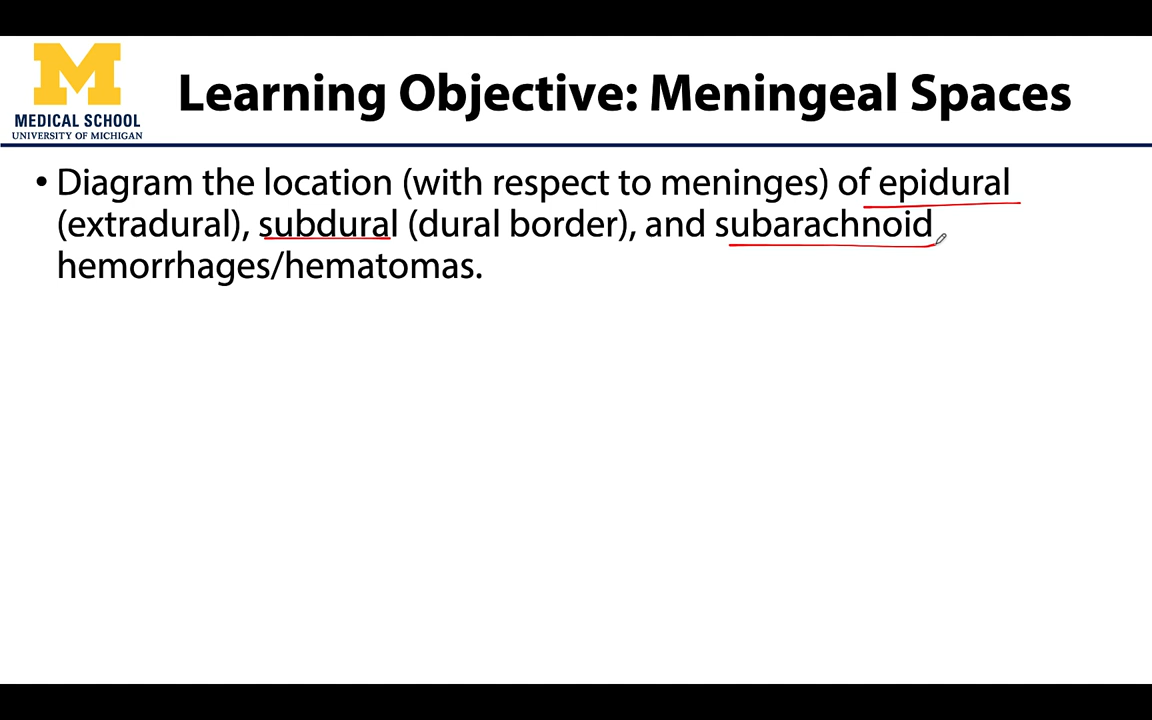 M
MEDICAL SCHOOL
UNIVERSITY OF MICHIGAN
Learning Objective: Meningeal Spaces
• Diagram the location (with respect to meninges) of epidural
(extradural), subdural (dural border), and subarachnoid
hemorrhages/hematomas.